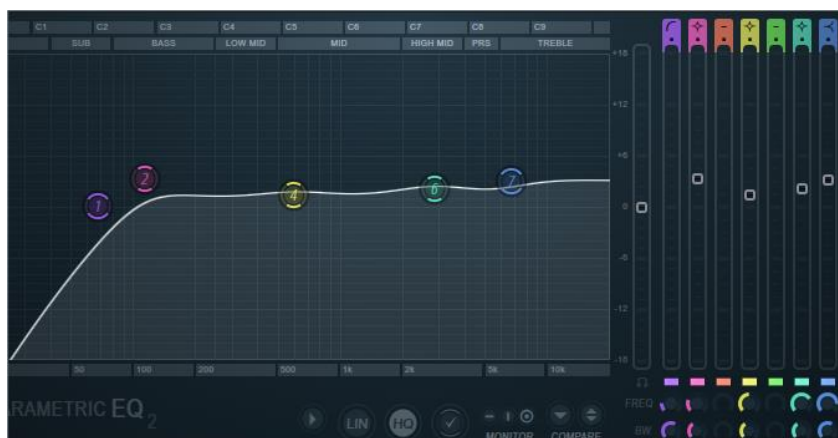 C1 C2 C3 C4 C5 C6 C7 C8 C9
SUB BASS LOW MID MID HIGH MID PRS TREBLE
+18
+12
+6
0
-6
-12
-18
1 2 4 6 7
50 100 200 500 1k 2k 5k 10k
ARAMETRIC EQ 2
LIN HQ MONITOR COMPARE
FREQ
BW